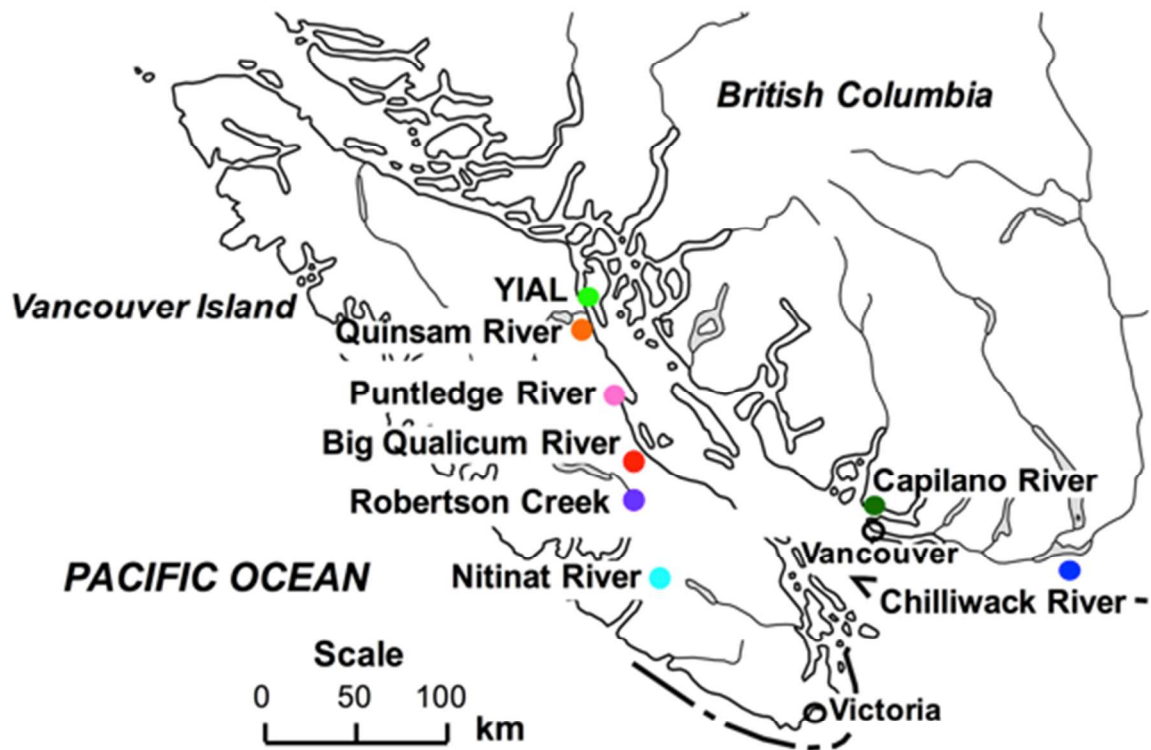 British Columbia
YIAL
Vancouver Island
Quinsam River
Puntledge River
Big Qualicum River
Capilano River
Robertson Creek
Vancouver
PACIFIC OCEAN
Nitinat River
Chilliwack River
Scale
0 50 100
km
Victoria